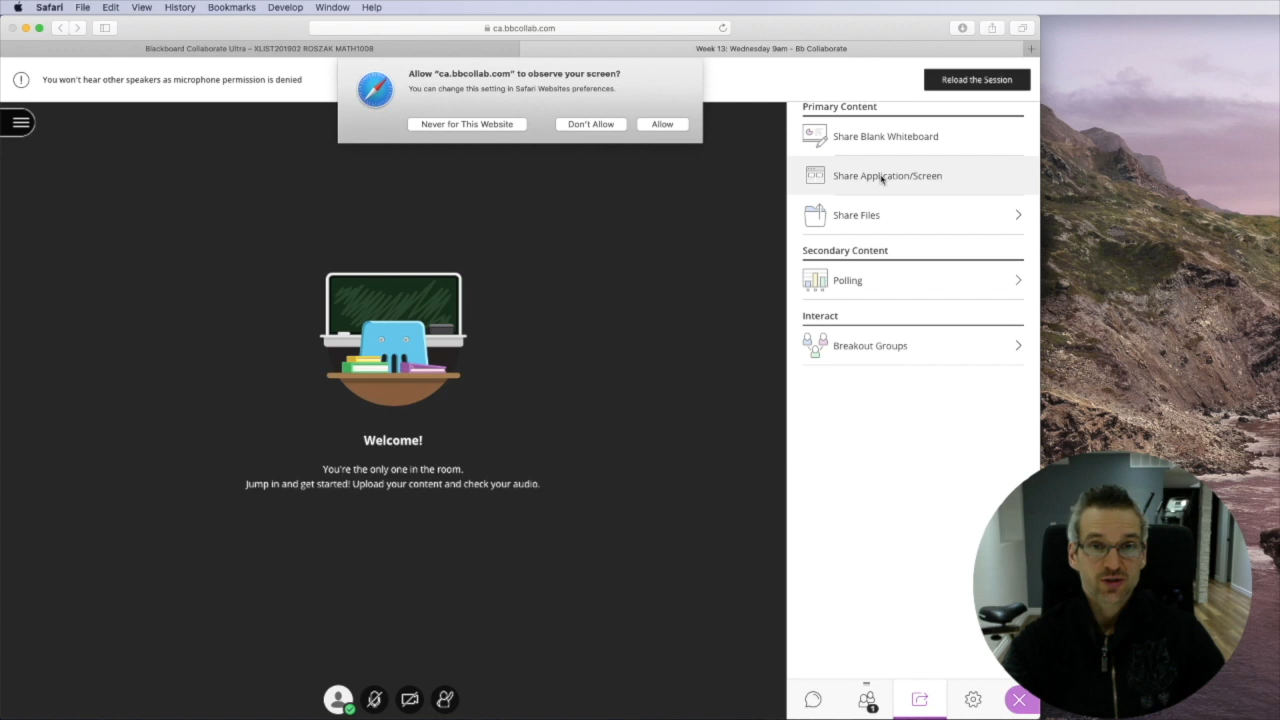 Safari File Edit View History Bookmarks Develop Window Help
ca.bbcollab.com
Blackboard Collaborate Ultra – XLIST201902 ROSZAK MATH1008
Week 13: Wednesday 9am - Bb Collaborate
You won't hear other speakers as microphone permission is denied
Reload the Session
Allow "ca.bbcollab.com" to observe your screen?
You can change this setting in Safari Websites preferences.
Never for This Website
Don't Allow
Allow
Primary Content
Share Blank Whiteboard
Share Application/Screen
Share Files
Secondary Content
Polling
Interact
Breakout Groups
Welcome!
You're the only one in the room.
Jump in and get started! Upload your content and check your audio.
1